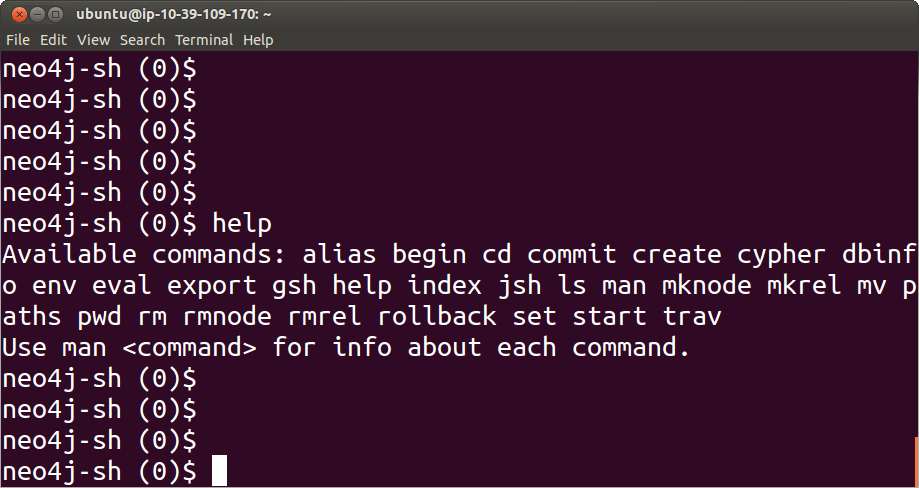 ubuntu@ip-10-39-109-170: ~
File Edit View Search Terminal Help
neo4j-sh (0)$
neo4j-sh (0)$
neo4j-sh (0)$
neo4j-sh (0)$
neo4j-sh (0)$
neo4j-sh (0)$ help
Available commands: alias begin cd commit create cypher dbinf
o env eval export gsh help index jsh ls man mknode mkrel mv p
aths pwd rm rmnode rmrel rollback set start trav
Use man <command> for info about each command.
neo4j-sh (0)$
neo4j-sh (0)$
neo4j-sh (0)$
neo4j-sh (0)$